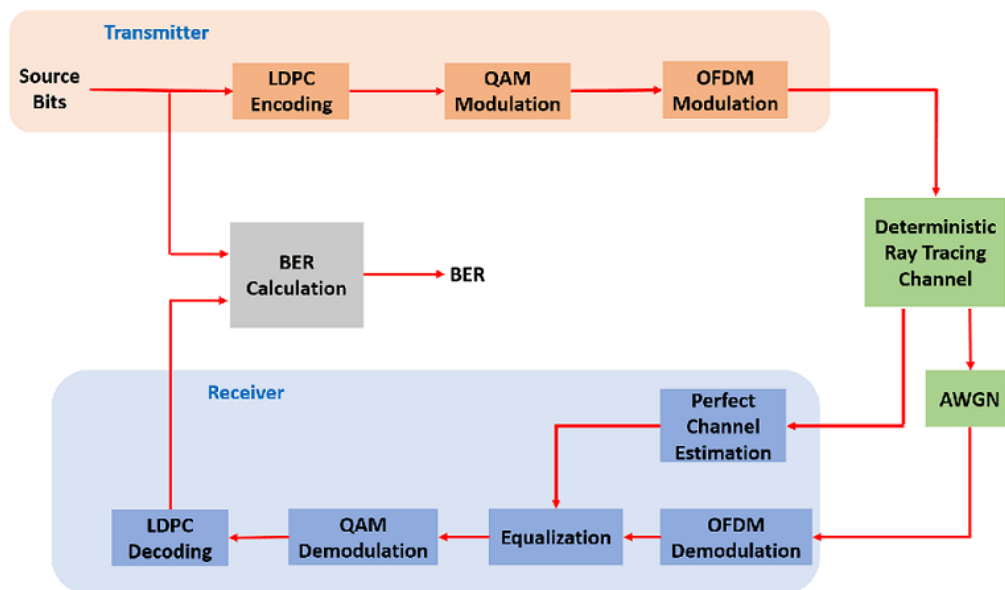 Transmitter
Source
Bits
LDPC
Encoding
QAM
Modulation
OFDM
Modulation
Deterministic
Ray Tracing
Channel
BER
Calculation
BER
AWGN
Receiver
Perfect
Channel
Estimation
LDPC
Decoding
QAM
Demodulation
Equalization
OFDM
Demodulation